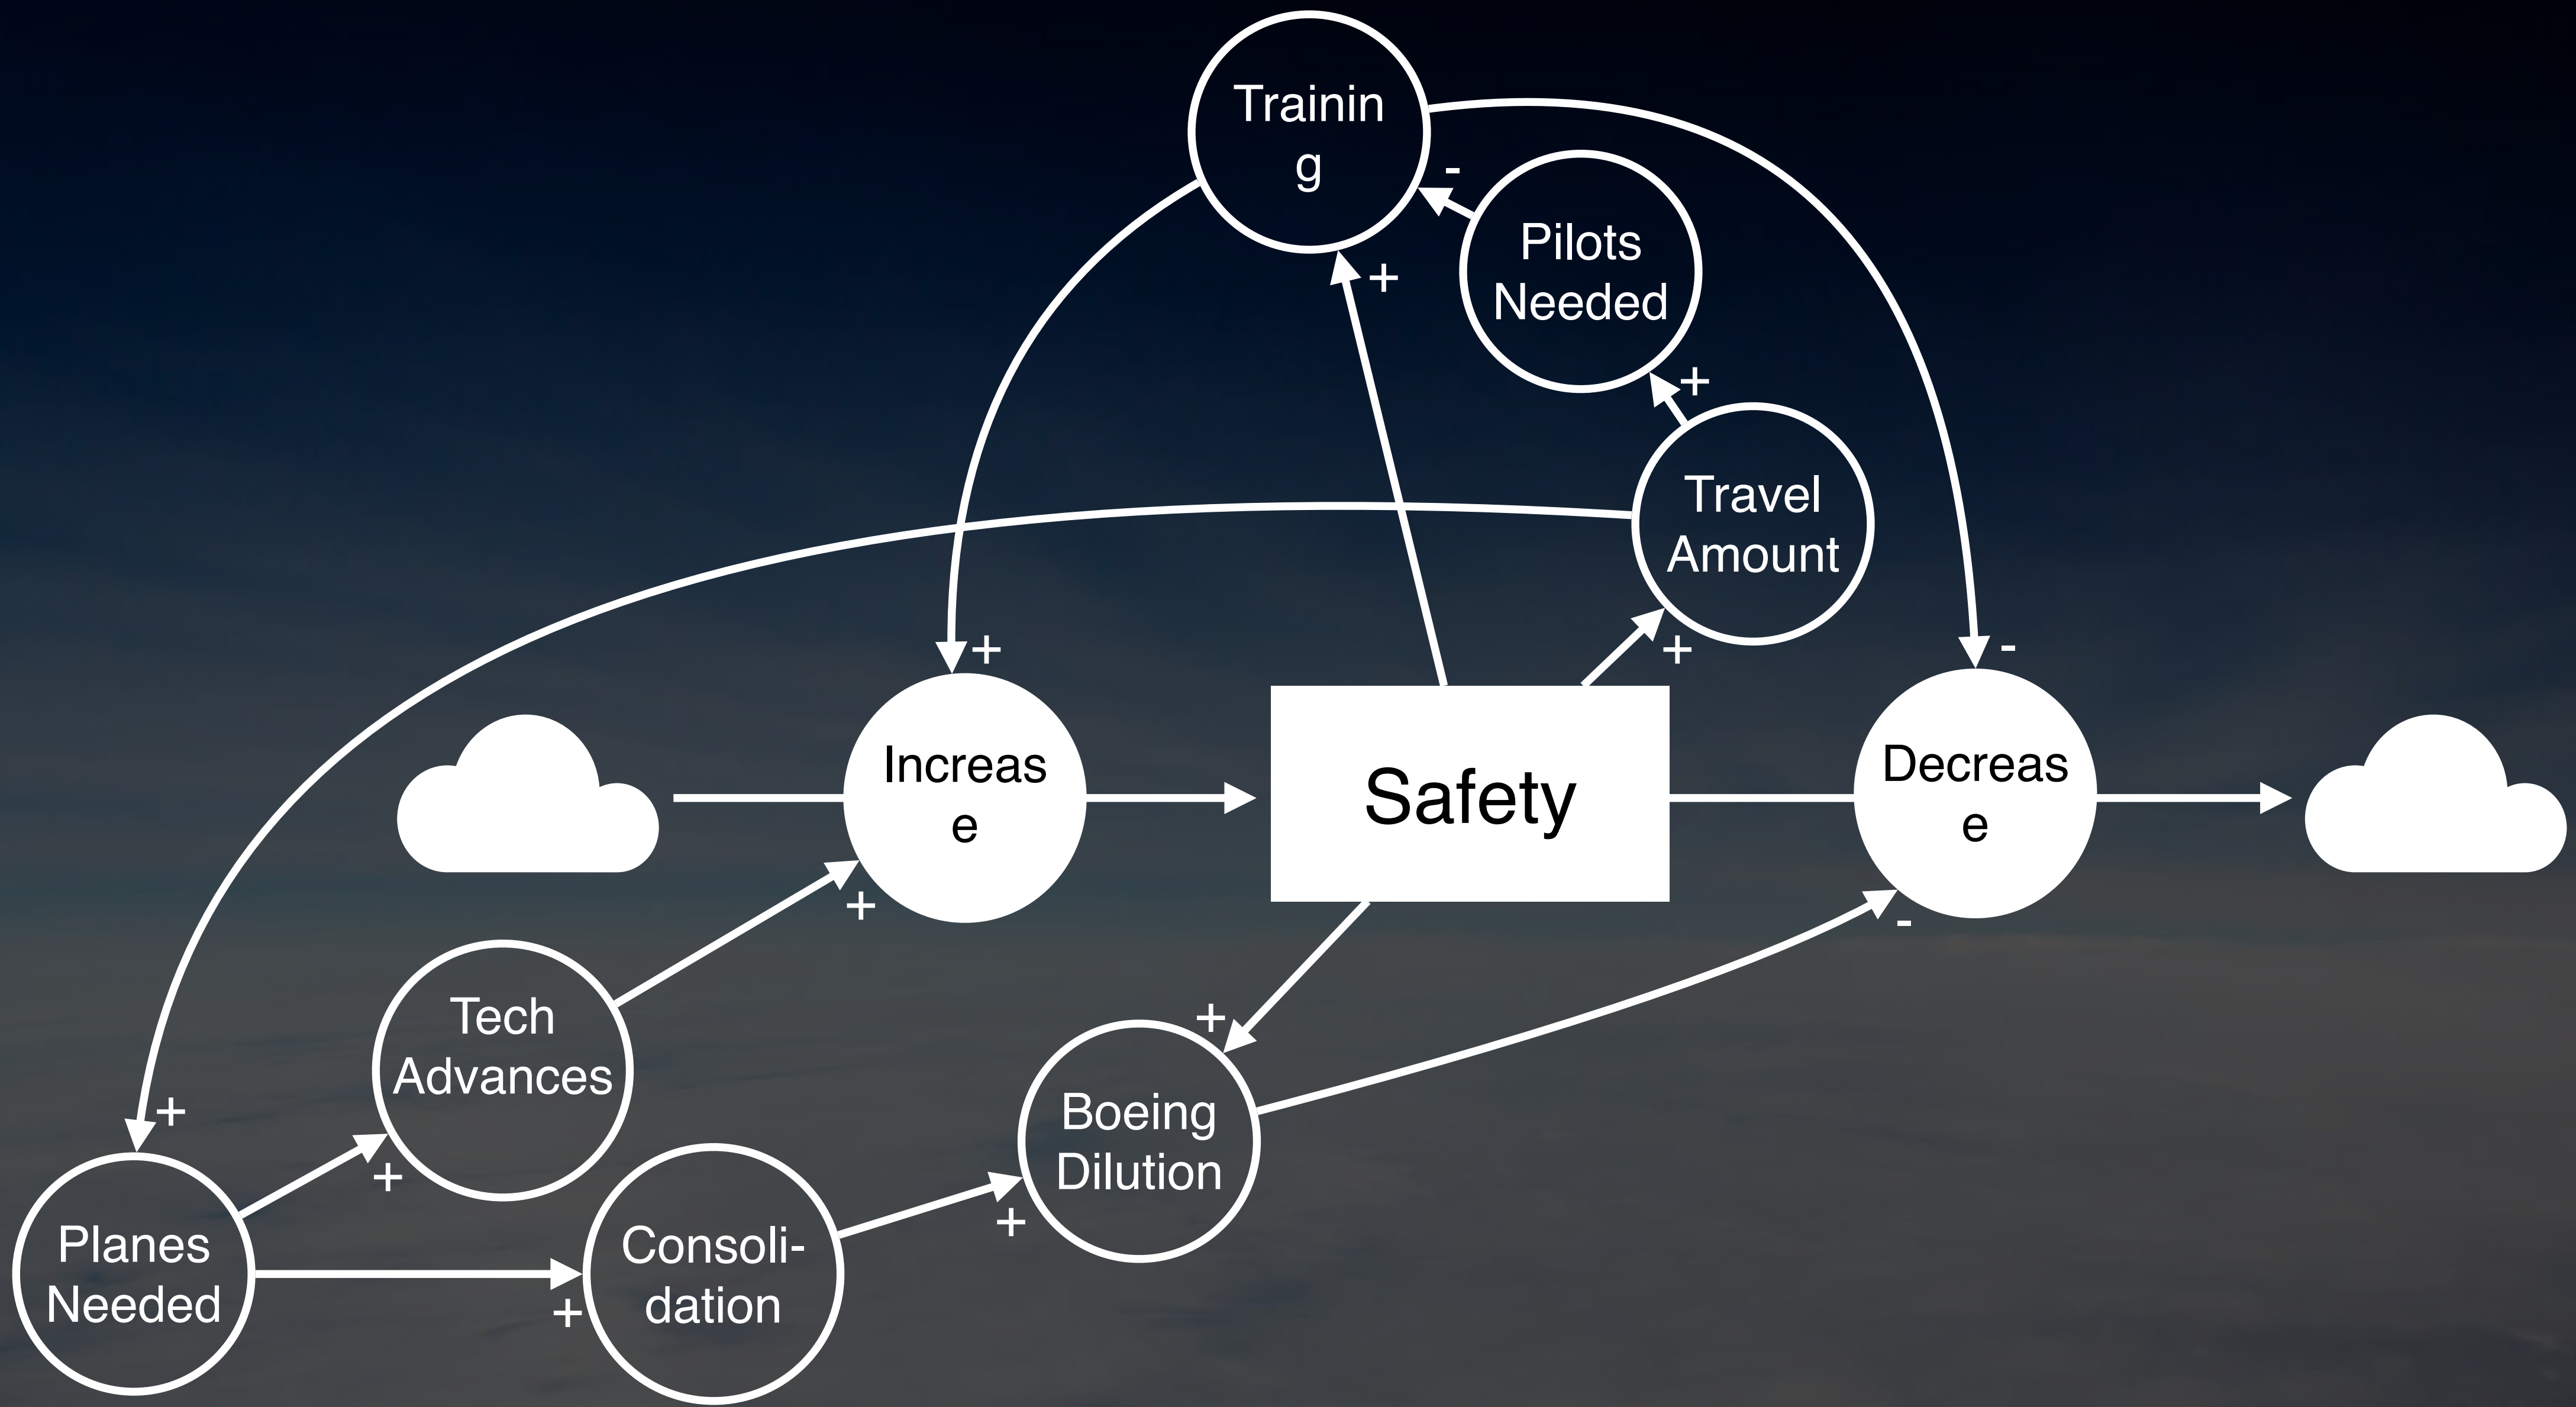 Trainin
g
-
Pilots
Needed
+
+
Travel
Amount
+
+
-
Increas
e
Safety
Decreas
e
+
-
Tech
Advances
+
+
Boeing
Dilution
+
+
Planes
Needed
+
Consoli-
dation
+